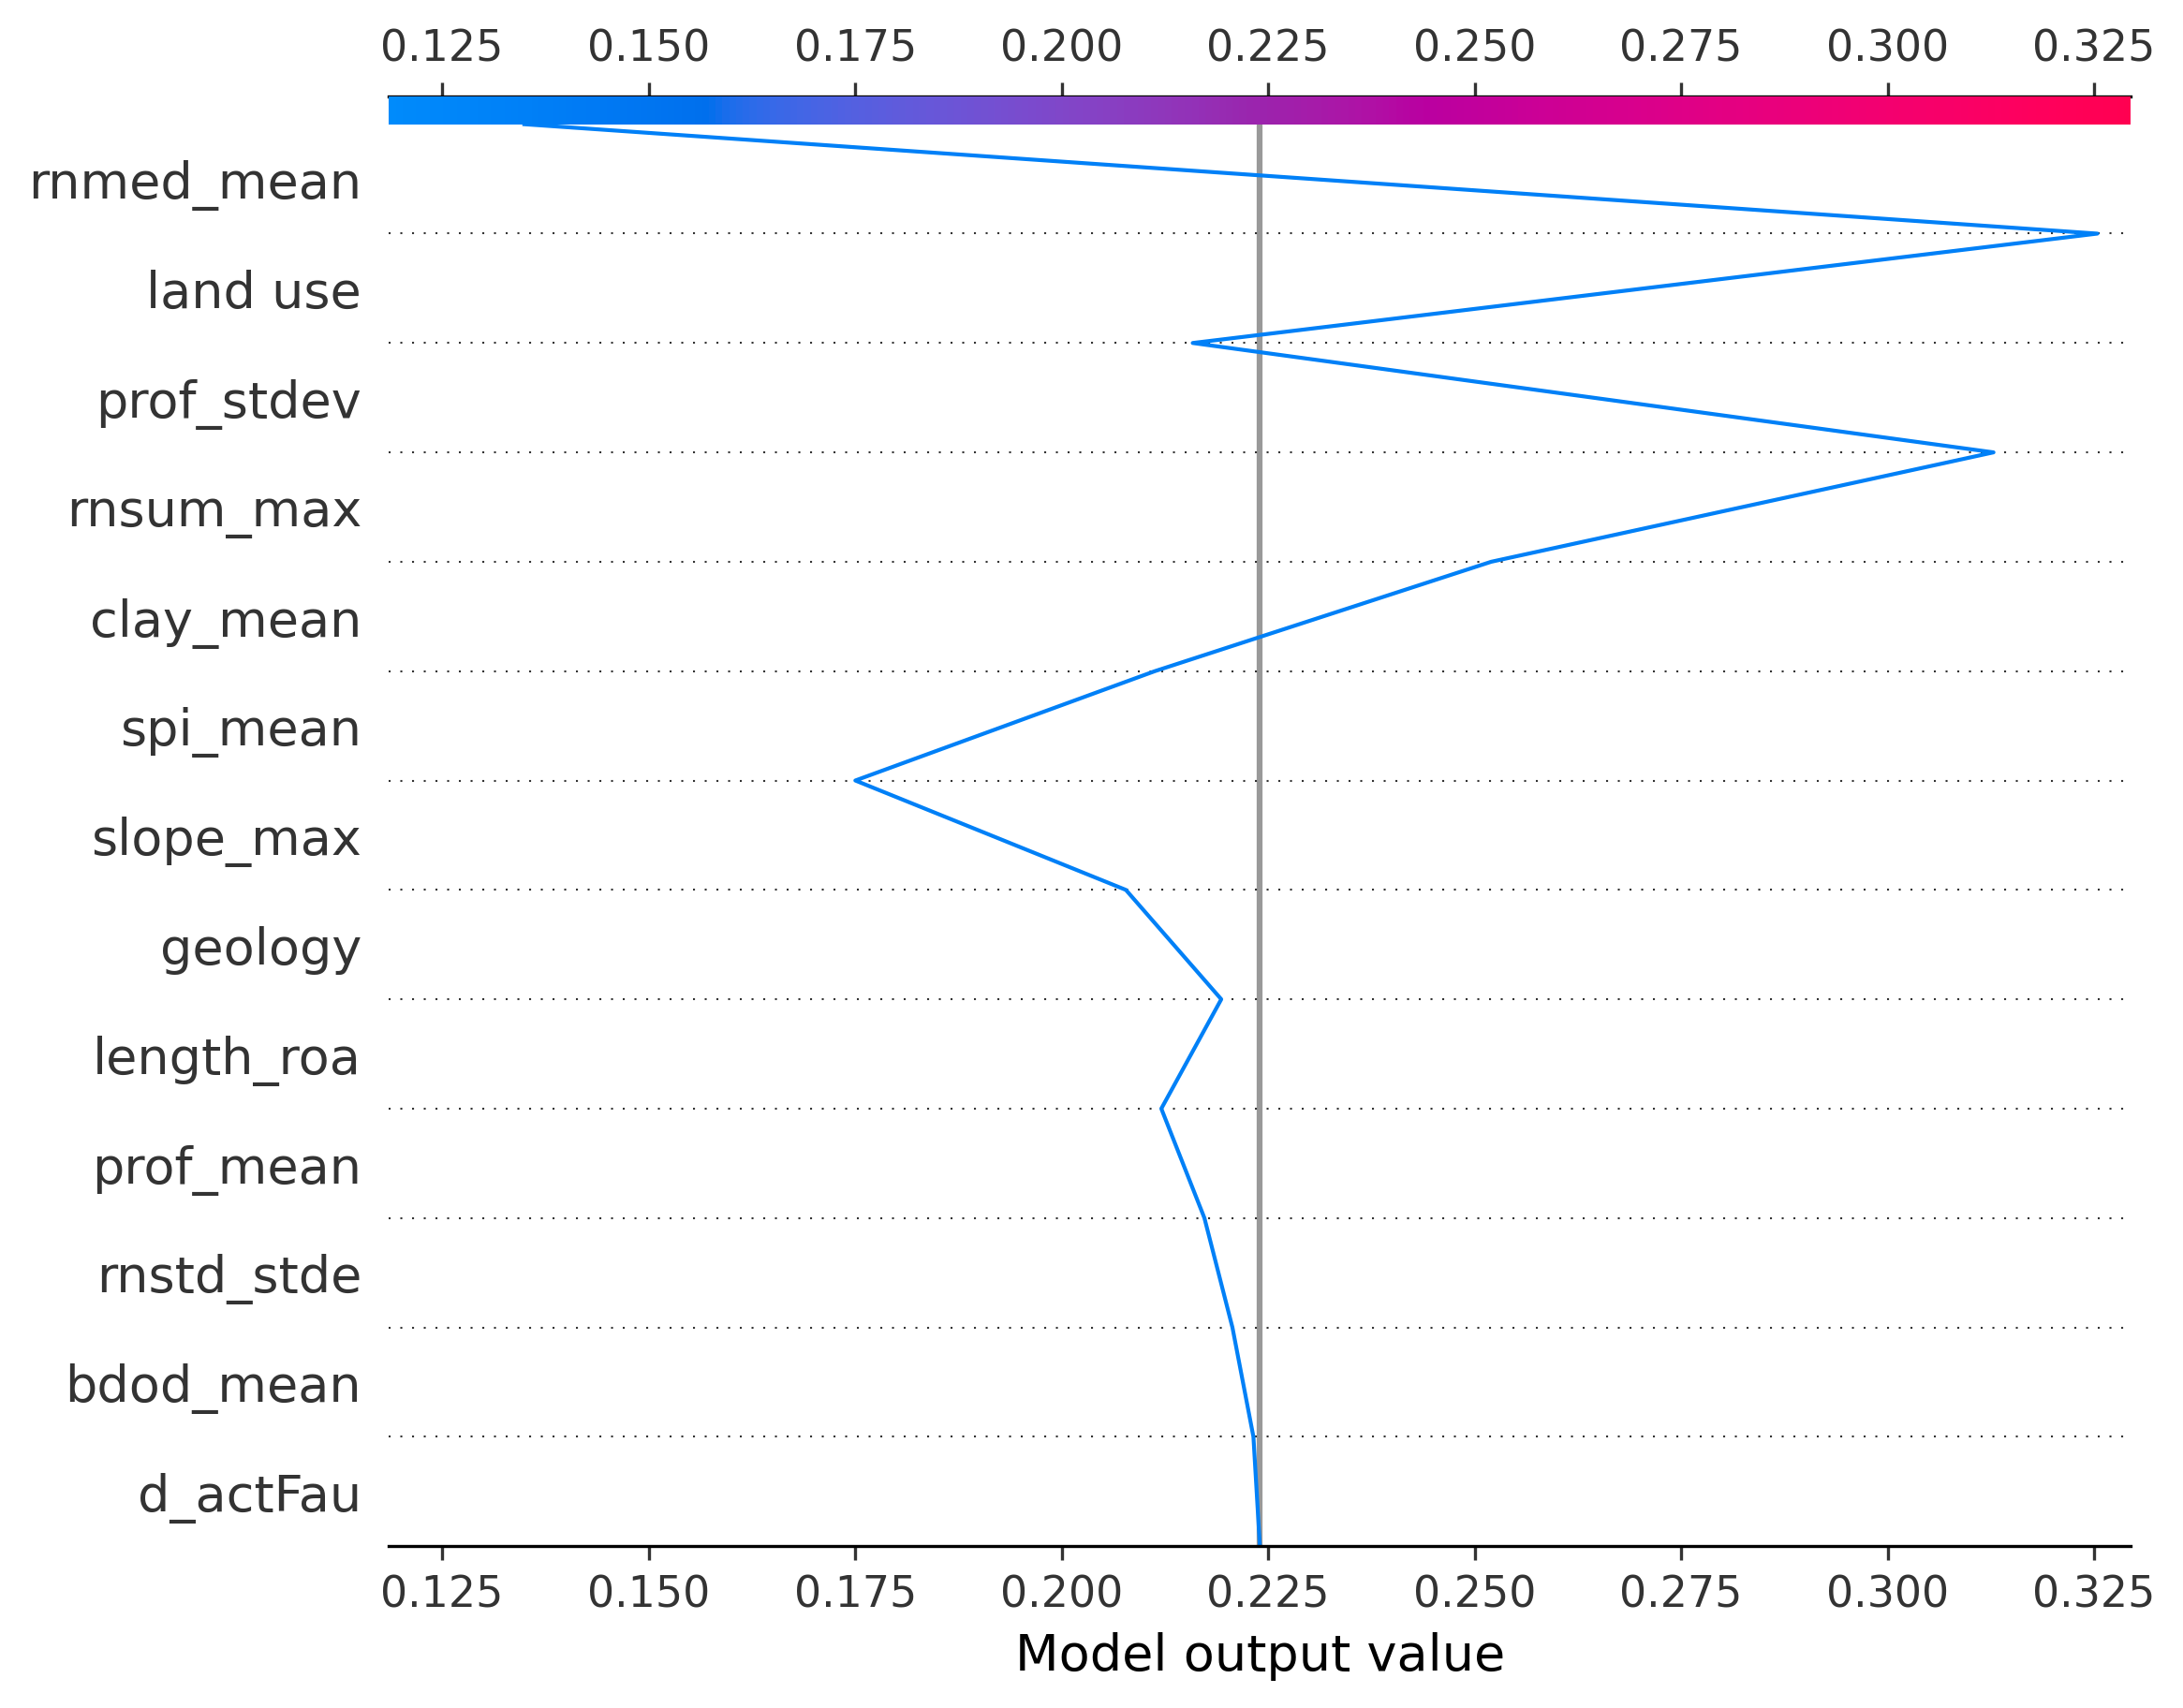 0.125 0.150 0.175 0.200 0.225 0.250 0.275 0.300 0.325
rnmed_mean
land use
prof_stdev
rnsum_max
clay_mean
spi_mean
slope_max
geology
length_roa
prof_mean
rnstd_stde
bdod_mean
d_actFau
0.125 0.150 0.175 0.200 0.225 0.250 0.275 0.300 0.325
Model output value